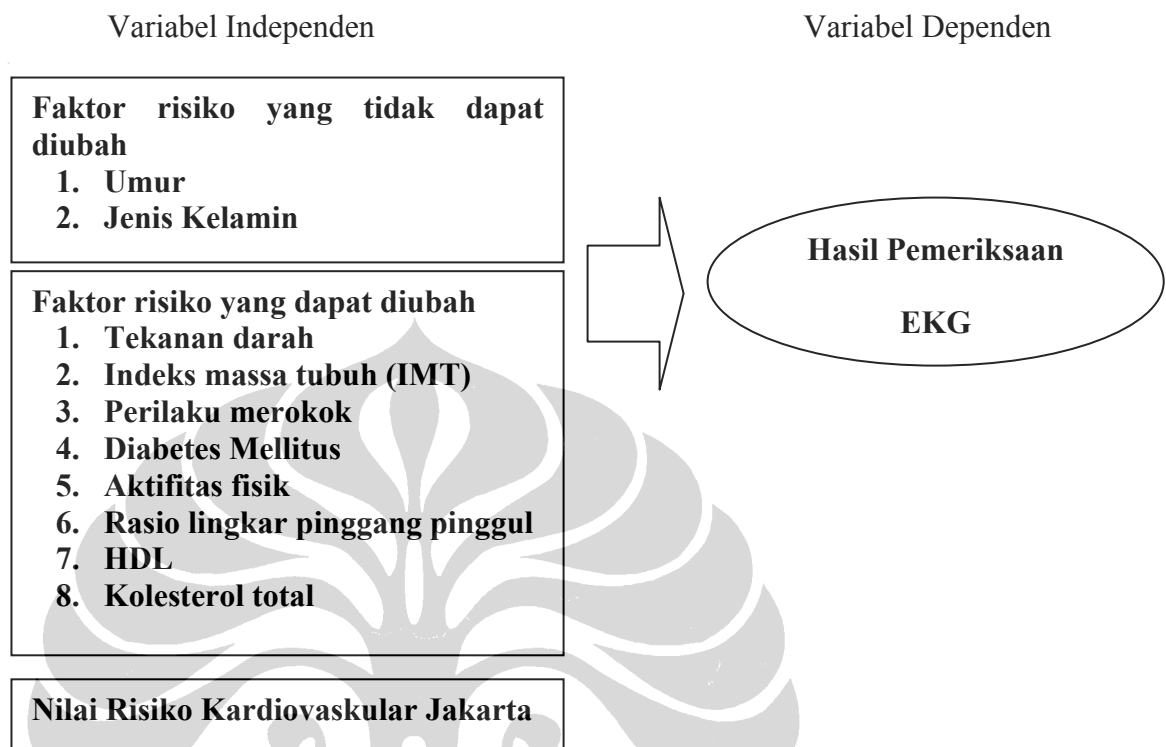 Variabel Independen
Variabel Dependen
Faktor risiko yang tidak dapat
diubah
1. Umur
2. Jenis Kelamin
Faktor risiko yang dapat diubah
1. Tekanan darah
2. Indeks massa tubuh (IMT)
3. Perilaku merokok
4. Diabetes Mellitus
5. Aktifitas fisik
6. Rasio lingkar pinggang pinggul
7. HDL
8. Kolesterol total
Nilai Risiko Kardiovaskular Jakarta
Hasil Pemeriksaan
EKG